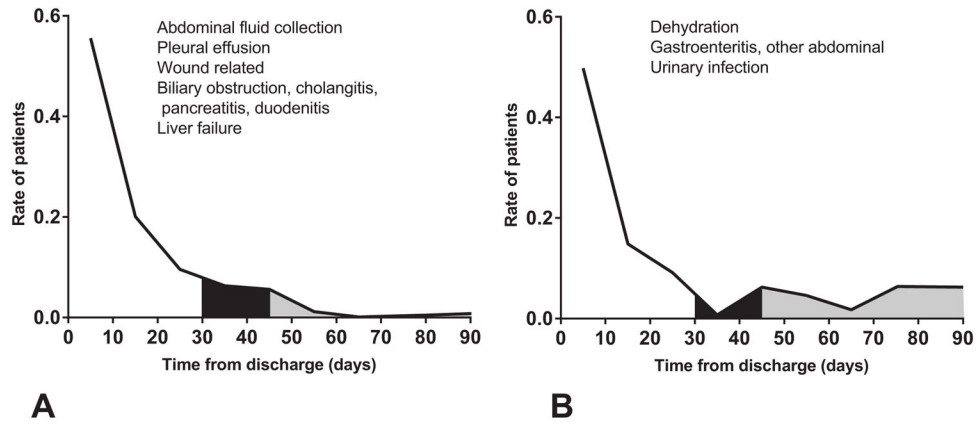 0.6
0.4
0.2
0.0
Rate of patients
Abdominal fluid collection
Pleural effusion
Wound related
Biliary obstruction, cholangitis,
pancreatitis, duodenitis
Liver failure
0 10 20 30 40 50 60 70 80 90
Time from discharge (days)
A
0.6
0.4
0.2
0.0
Rate of patients
Dehydration
Gastroenteritis, other abdominal
Urinary infection
0 10 20 30 40 50 60 70 80 90
Time from discharge (days)
B